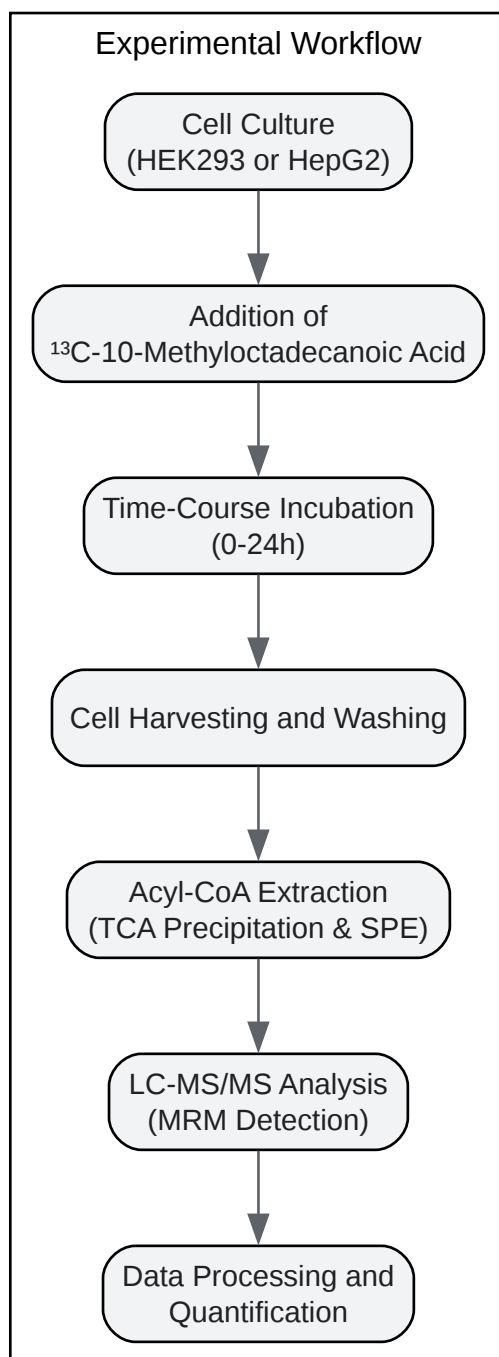 Experimental Workflow
Cell Culture
(HEK293 or HepG2)
Addition of
¹³C-10-Methyloctadecanoic Acid
Time-Course Incubation
(0-24h)
Cell Harvesting and Washing
Acyl-CoA Extraction
(TCA Precipitation & SPE)
LC-MS/MS Analysis
(MRM Detection)
Data Processing and
Quantification